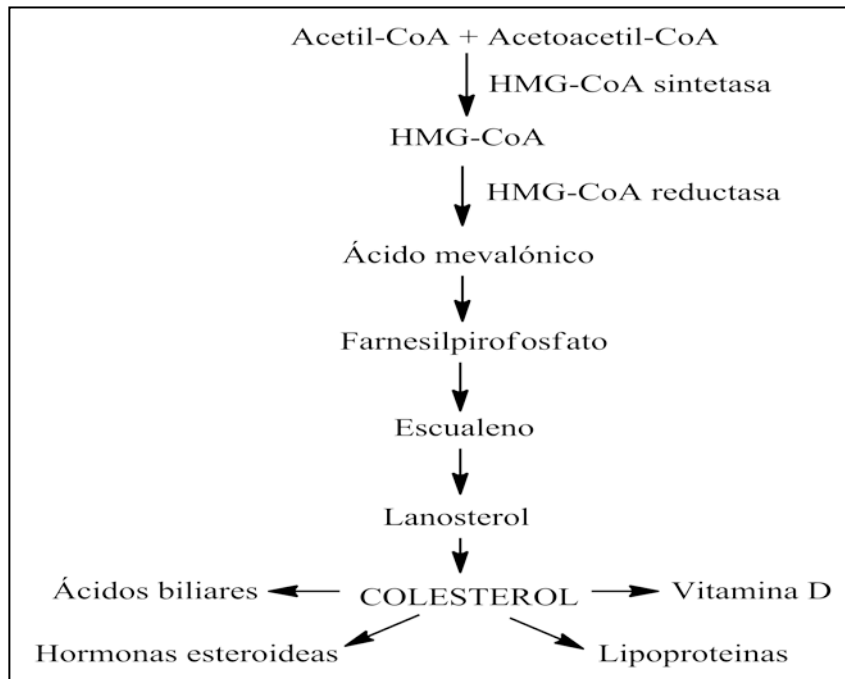 Acetil-CoA + Acetoacetil-CoA
HMG-CoA sintetasa
HMG-CoA
HMG-CoA reductasa
Ácido mevalónico
Farnesilpirofosfato
Escualeno
Lanosterol
Ácidos biliares
COLESTEROL
Vitamina D
Hormonas esteroideas
Lipoproteinas